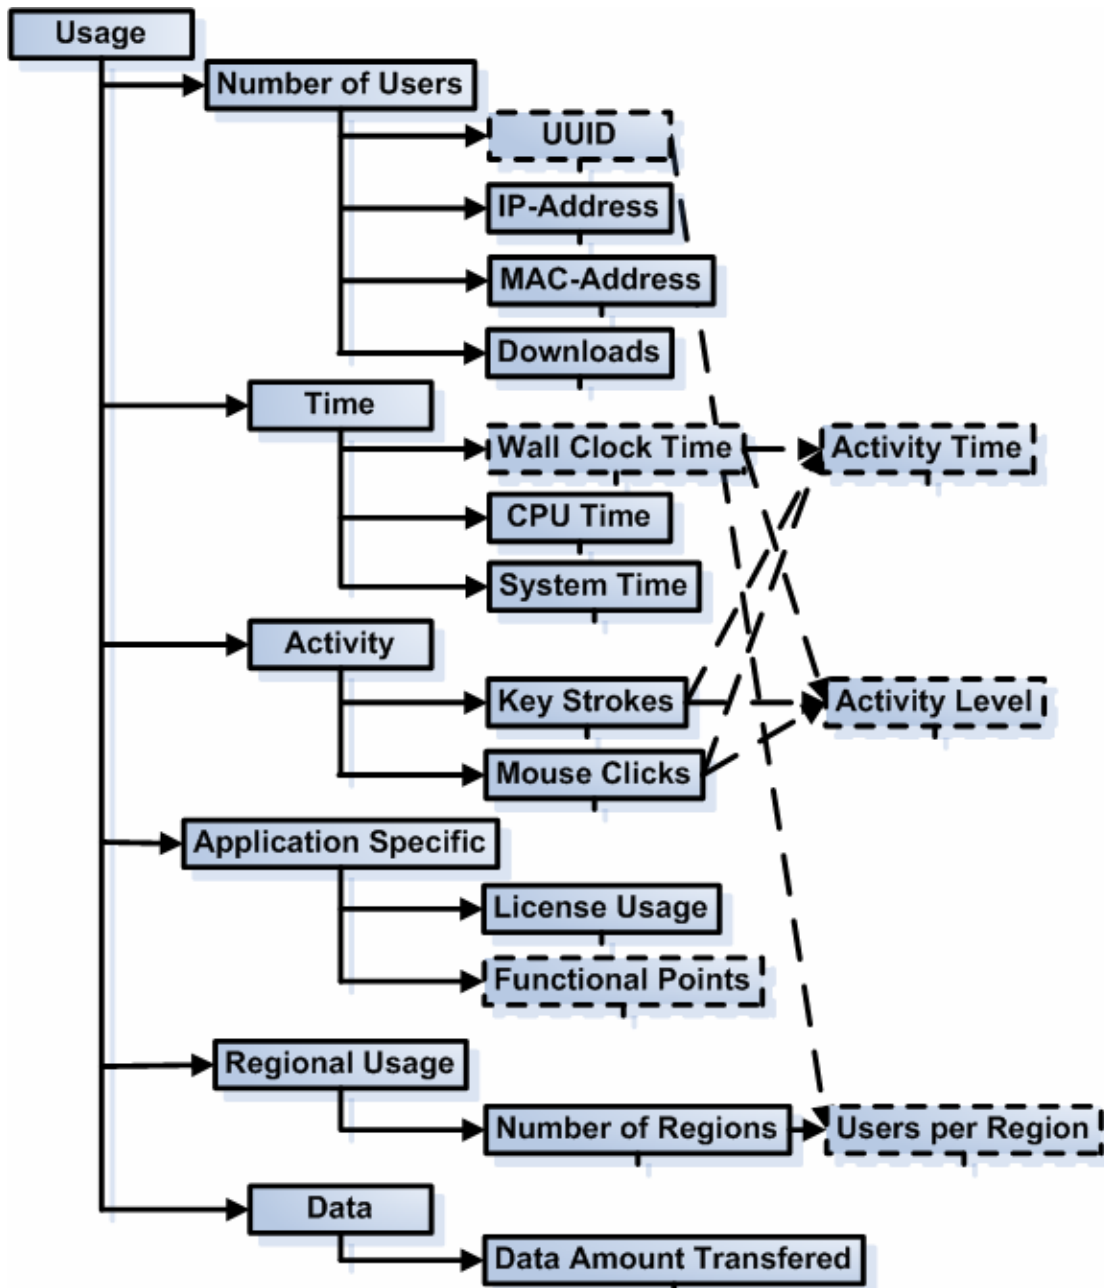 Usage
Number of Users
UUID
IP-Address
MAC-Address
Downloads
Time
Wall Clock Time
Activity Time
CPU Time
System Time
Activity
Key Strokes
Activity Level
Mouse Clicks
Application Specific
License Usage
Functional Points
Regional Usage
Number of Regions
Users per Region
Data
Data Amount Transfered